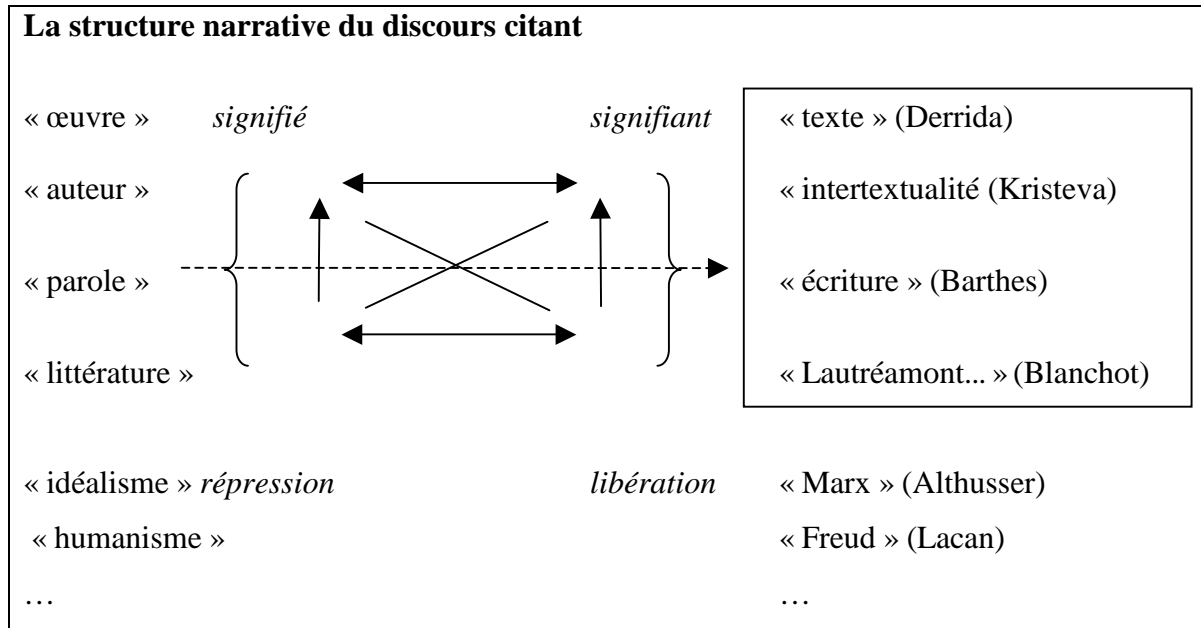 La structure narrative du discours citant
« œuvre » signifié signifiant « texte » (Derrida)
« auteur » « intertextualité (Kristeva)
« parole » « écriture » (Barthes)
« littérature » « Lautréamont... » (Blanchot)
« idéalisme » répression libération « Marx » (Althusser)
« humanisme » « Freud » (Lacan)
… …